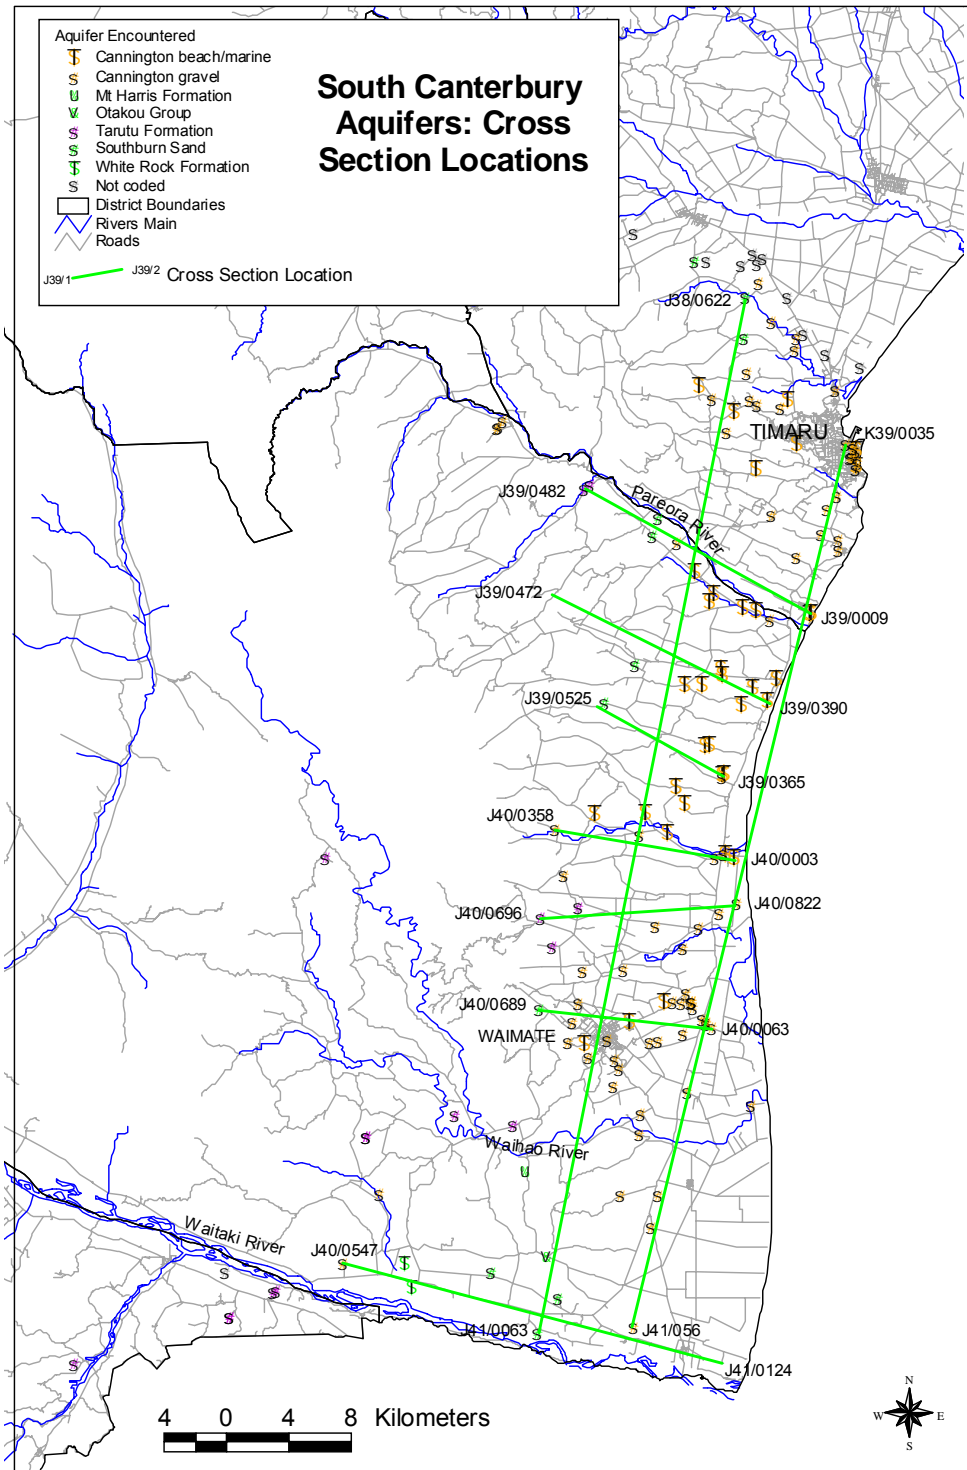 Aquifer Encountered
Cannington beach/marine
Cannington gravel
Mt Harris Formation
Otakou Group
Tarutu Formation
Southburn Sand
White Rock Formation
Not coded
District Boundaries
Rivers Main
Roads
J39/1
J39/2
Cross Section Location
South Canterbury
Aquifers: Cross
Section Locations
J38/0622
TIMARU
K39/0035
J39/0482
Pareora River
J39/0472
J39/0009
J39/0525
J39/0390
J39/0365
J40/0358
J40/0003
J40/0822
J40/0696
J40/0689
J40/0063
WAIMATE
Waihao River
Waitaki River
J40/0547
J41/0063
J41/056
J41/0124
4 0 4 8 Kilometers
N
W
E
S